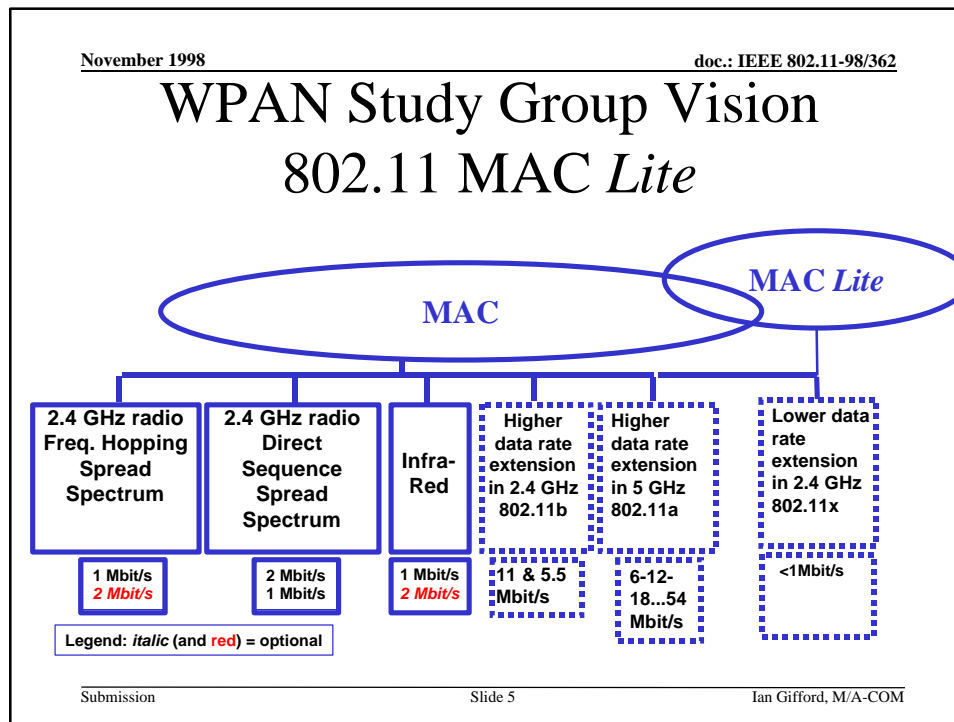 November 1998
doc.: IEEE 802.11-98/362
WPAN Study Group Vision
802.11 MAC Lite
MAC Lite
MAC
2.4 GHz radio
Freq. Hopping
Spread
Spectrum
2.4 GHz radio
Direct
Sequence
Spread
Spectrum
Infra-
Red
Higher
data rate
extension
in 2.4 GHz
802.11b
Higher
data rate
extension
in 5 GHz
802.11a
Lower data
rate
extension
in 2.4 GHz
802.11x
1 Mbit/s
2 Mbit/s
2 Mbit/s
1 Mbit/s
1 Mbit/s
2 Mbit/s
11 & 5.5
Mbit/s
6-12-
18...54
Mbit/s
<1Mbit/s
Legend: italic (and red) = optional
Submission
Slide 5
Ian Gifford, M/A-COM